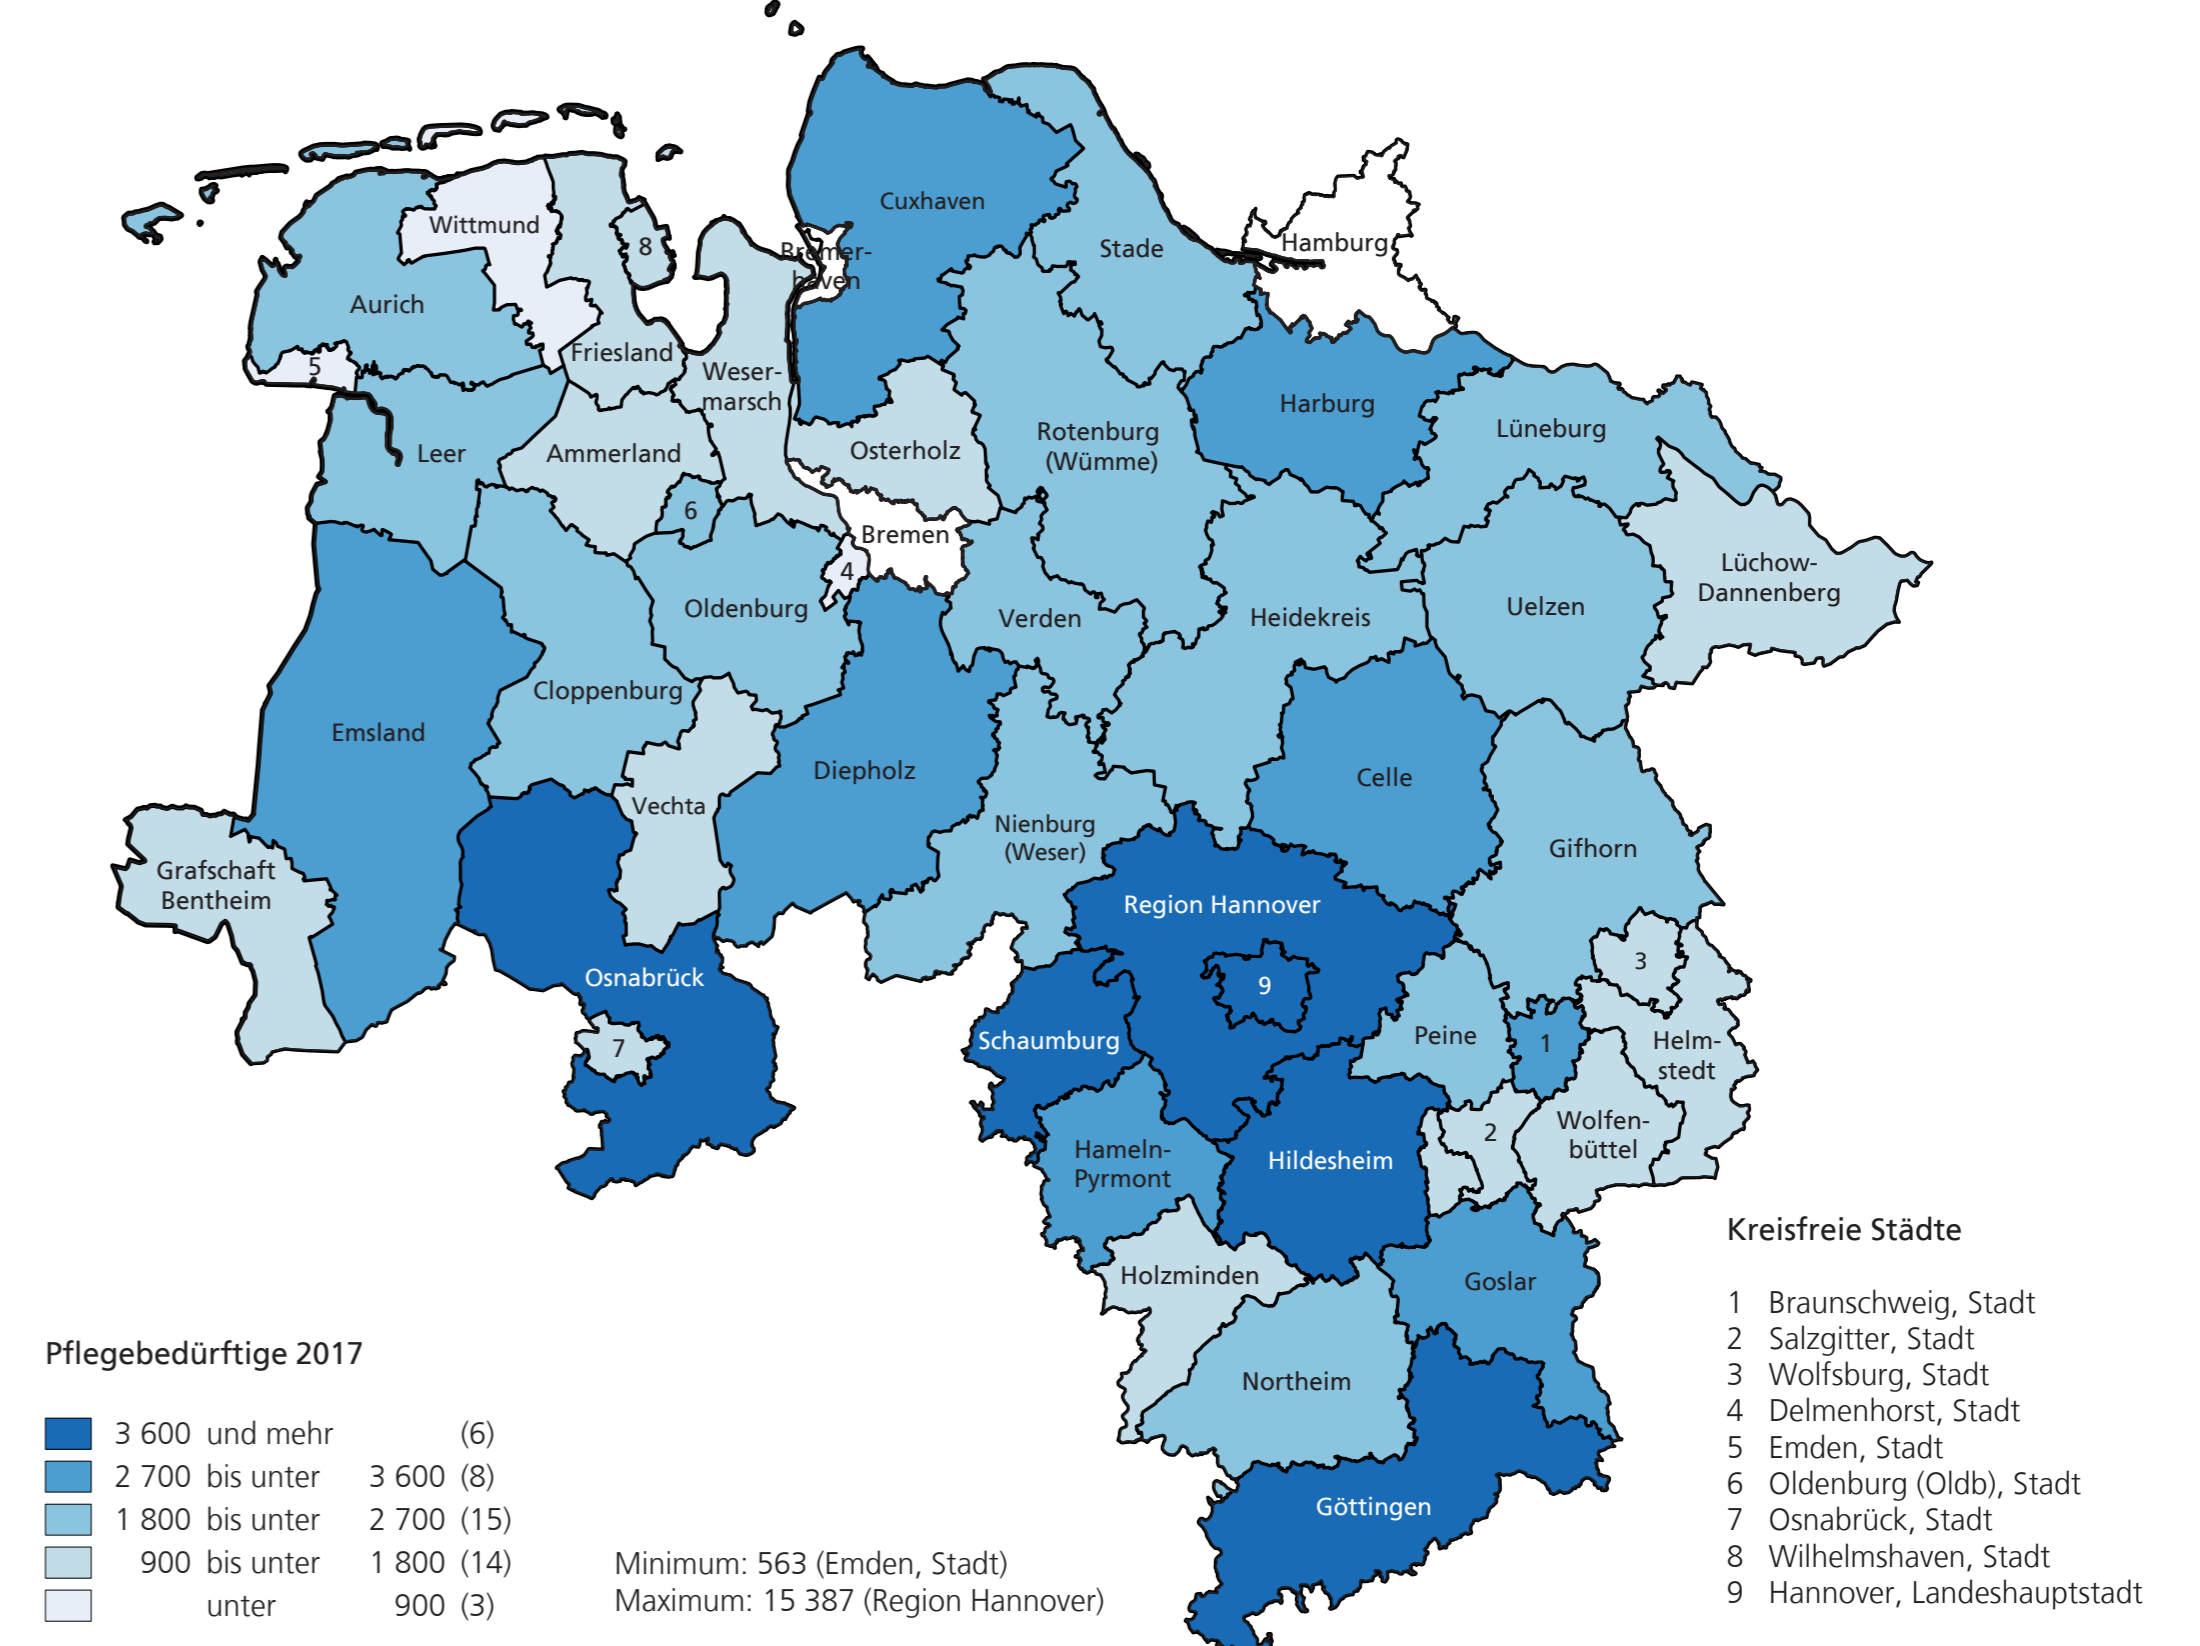 Cuxhaven
Stade
Hamburg
Wittmund
8
Bremer-
haven
Aurich
Friesland
5
Weser-
marsch
Harburg
Lüneburg
Leer
Ammerland
Osterholz
Rotenburg
(Wümme)
6
Bremen
4
Lüchow-
Dannenberg
Oldenburg
Verden
Heidekreis
Uelzen
Cloppenburg
Emsland
Diepholz
Celle
Vechta
Nienburg
(Weser)
Gifhorn
Grafschaft
Bentheim
Region Hannover
Osnabrück
9
3
Schaumburg
7
Peine
1
Helm-
stedt
Hameln-
Pyrmont
Hildesheim
2
Wolfen-
büttel
Holzminden
Goslar
Northeim
Göttingen
Pflegebedürftige 2017
3 600 und mehr (6)
2 700 bis unter 3 600 (8)
1 800 bis unter 2 700 (15)
900 bis unter 1 800 (14)
unter 900 (3)
Minimum: 563 (Emden, Stadt)
Maximum: 15 387 (Region Hannover)
Kreisfreie Städte
1 Braunschweig, Stadt
2 Salzgitter, Stadt
3 Wolfsburg, Stadt
4 Delmenhorst, Stadt
5 Emden, Stadt
6 Oldenburg (Oldb), Stadt
7 Osnabrück, Stadt
8 Wilhelmshaven, Stadt
9 Hannover, Landeshauptstadt